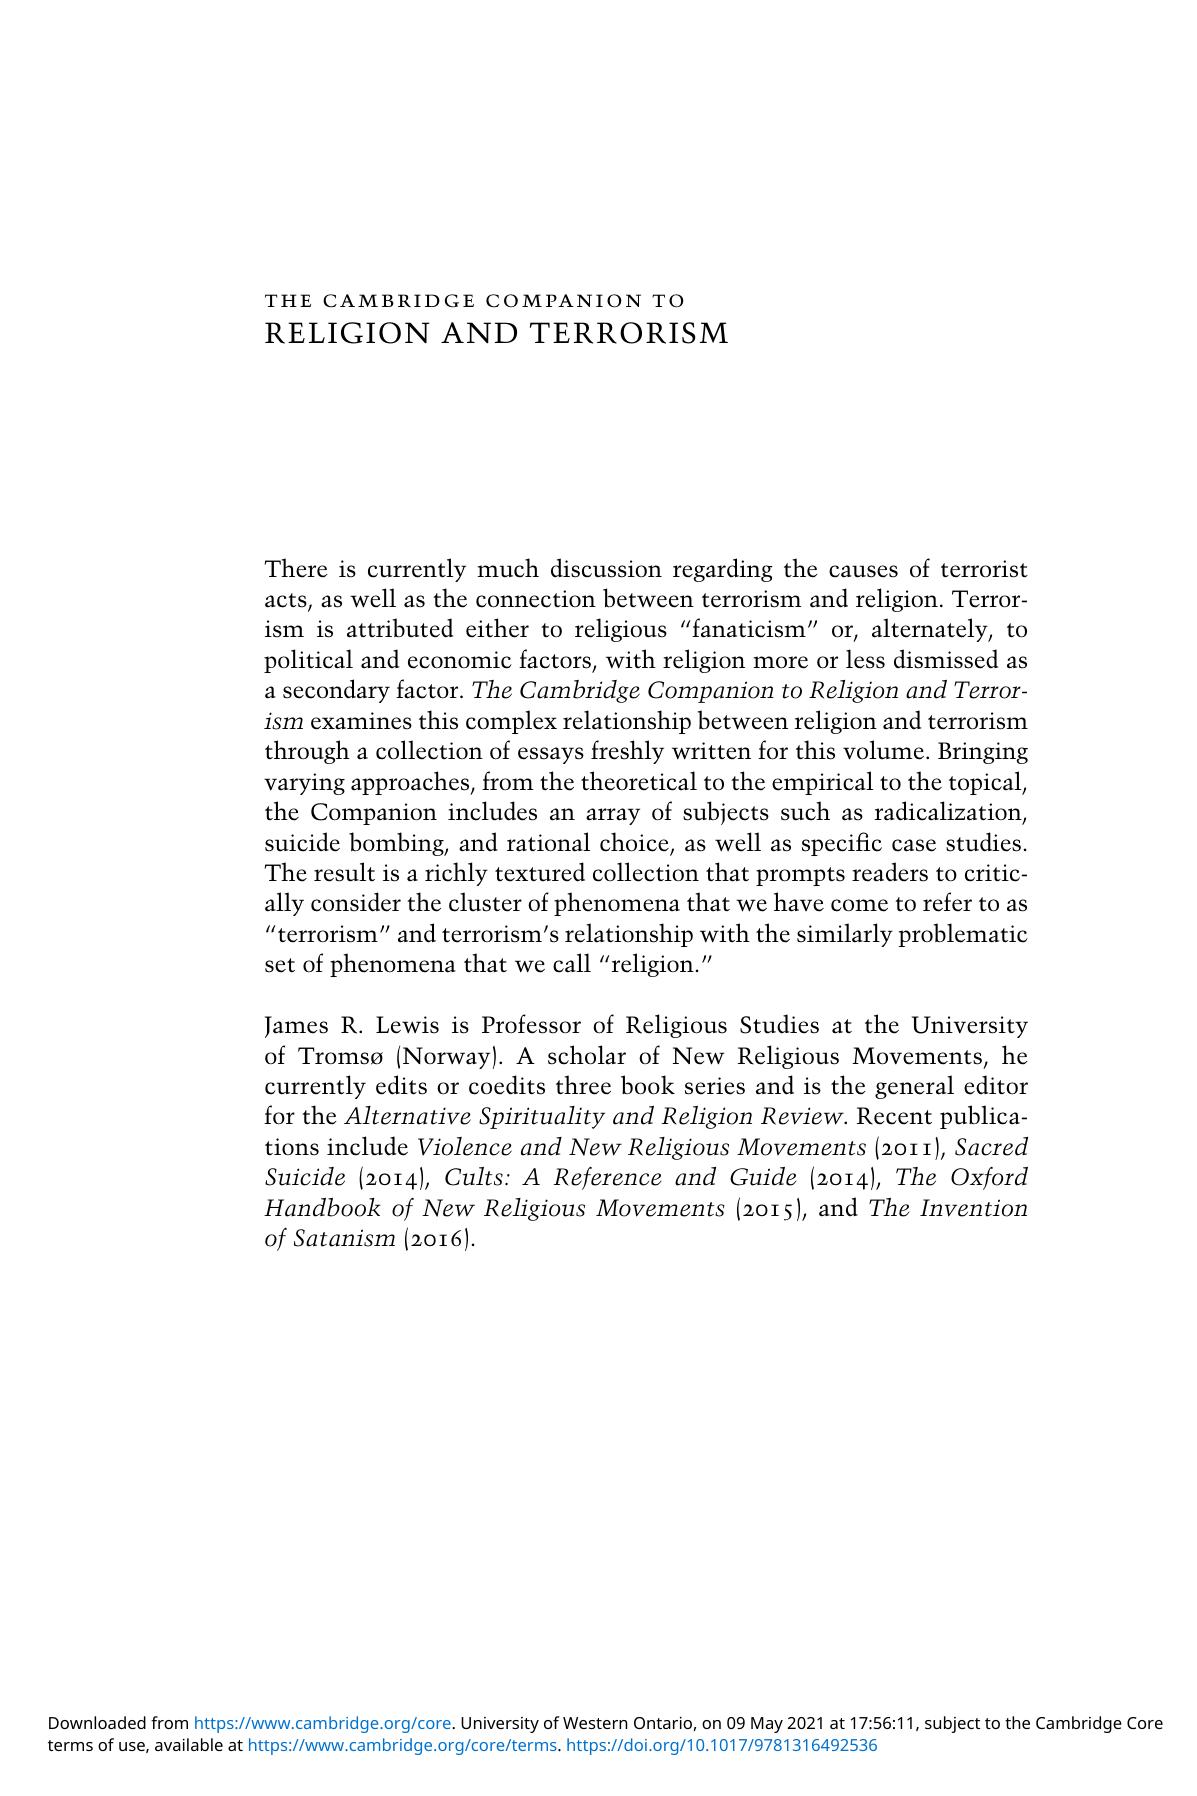 THE CAMBRIDGE COMPANION TO
RELIGION AND TERRORISM
There is currently much discussion regarding the causes of terrorist
acts, as well as the connection between terrorism and religion. Terror-
ism is attributed either to religious “fanaticism” or, alternately, to
political and economic factors, with religion more or less dismissed as
a secondary factor. The Cambridge Companion to Religion and Terror-
ism examines this complex relationship between religion and terrorism
through a collection of essays freshly written for this volume. Bringing
varying approaches, from the theoretical to the empirical to the topical,
the Companion includes an array of subjects such as radicalization,
suicide bombing, and rational choice, as well as specific case studies.
The result is a richly textured collection that prompts readers to critic-
ally consider the cluster of phenomena that we have come to refer to as
“terrorism” and terrorism’s relationship with the similarly problematic
set of phenomena that we call “religion.”
James R. Lewis is Professor of Religious Studies at the University
of Tromsø (Norway). A scholar of New Religious Movements, he
currently edits or coedits three book series and is the general editor
for the Alternative Spirituality and Religion Review. Recent publica-
tions include Violence and New Religious Movements (2011), Sacred
Suicide (2014), Cults: A Reference and Guide (2014), The Oxford
Handbook of New Religious Movements (2015), and The Invention
of Satanism (2016).
Downloaded from https://www.cambridge.org/core. University of Western Ontario, on 09 May 2021 at 17:56:11, subject to the Cambridge Core
terms of use, available at https://www.cambridge.org/core/terms. https://doi.org/10.1017/9781316492536